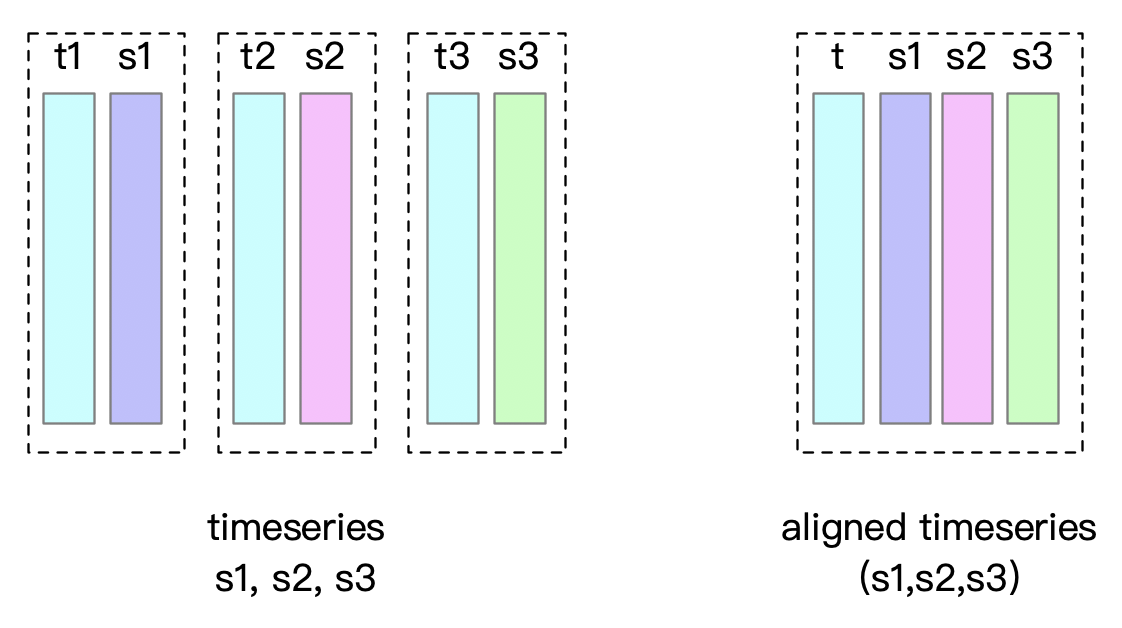 t1 s1 t2 s2 t3 s3
timeseries
s1, s2, s3
t s1 s2 s3
aligned timeseries
(s1,s2,s3)